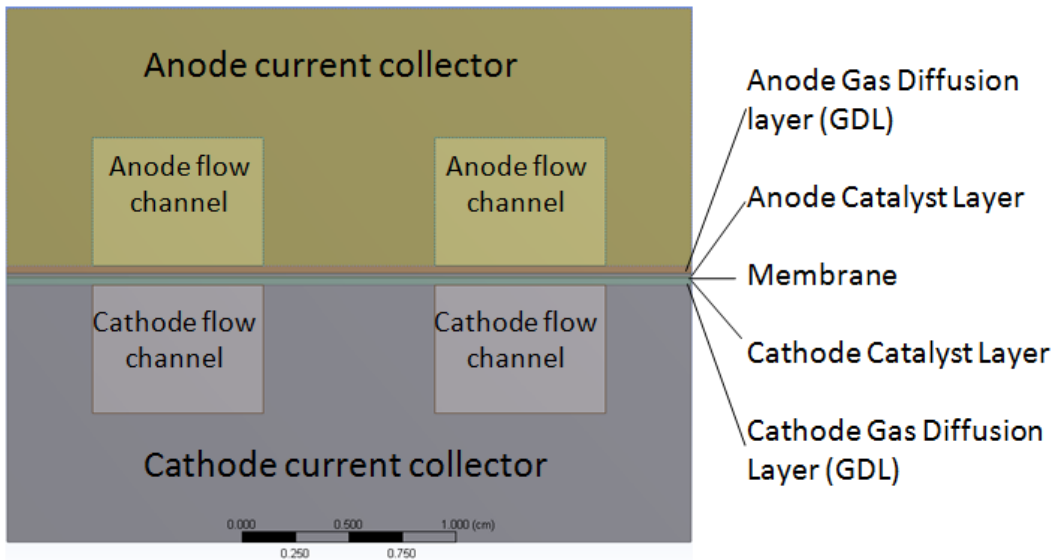 Anode current collector
Anode flow
channel
Anode flow
channel
Cathode flow
channel
Cathode flow
channel
Cathode current collector
0.000
0.500
1.000 (cm)
0.250
0.750
Anode Gas Diffusion
layer (GDL)
Anode Catalyst Layer
Membrane
Cathode Catalyst Layer
Cathode Gas Diffusion
Layer (GDL)